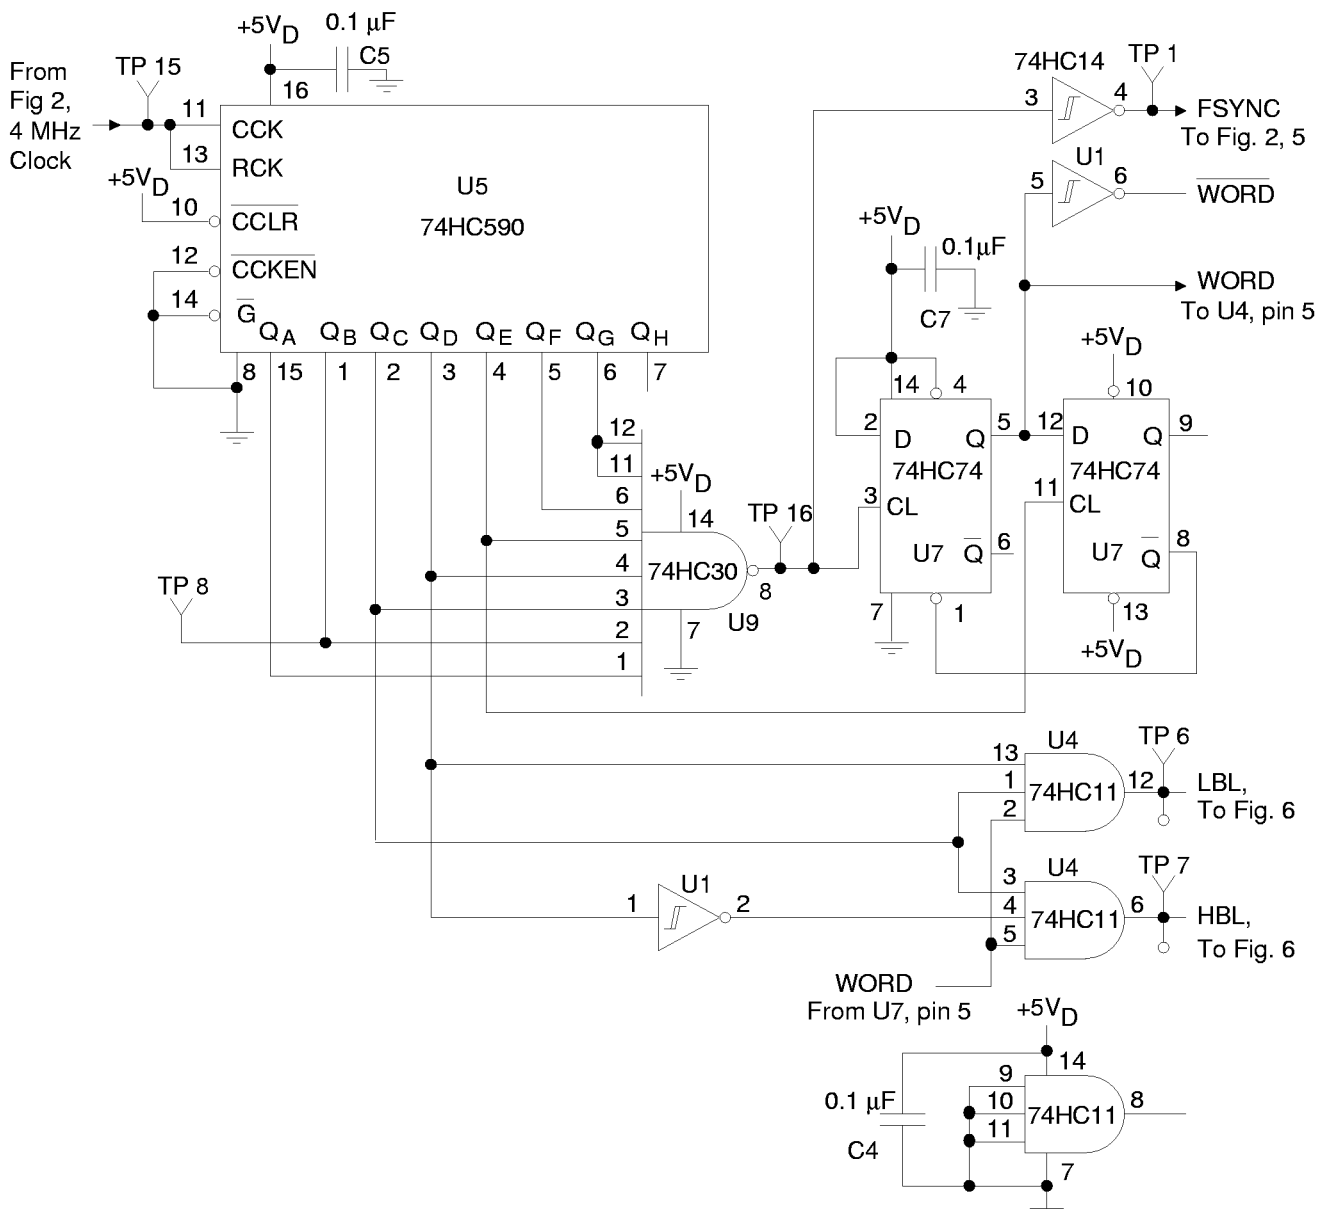 From
Fig 2,
4 MHz
Clock
TP 15
+5VD
0.1 µF
C5
16
11
CCK
13
RCK
+5VD
10
CCLR
12
CCKEN
14
G
U5
74HC590
QA QB QC QD QE QF QG QH
8 15 1 2 3 4 5 6 7
12
11
6
5
4
3
2
1
+5VD
14
74HC30
8
7
U9
TP 8
TP 16
74HC14
TP 1
3
4
FSYNC
To Fig. 2, 5
U1
5
6
WORD
+5VD
0.1µF
C7
WORD
To U4, pin 5
14
4
2
D
Q
5
74HC74
3
CL
U7
Q
6
7
1
+5VD
10
12
D
Q
9
74HC74
11
CL
U7
Q
8
13
+5VD
U4
TP 6
13
1
2
74HC11
12
LBL,
To Fig. 6
U4
TP 7
3
4
5
74HC11
6
HBL,
To Fig. 6
U1
1
2
WORD
From U7, pin 5
+5VD
14
0.1 µF
C4
9
10
11
74HC11
8
7